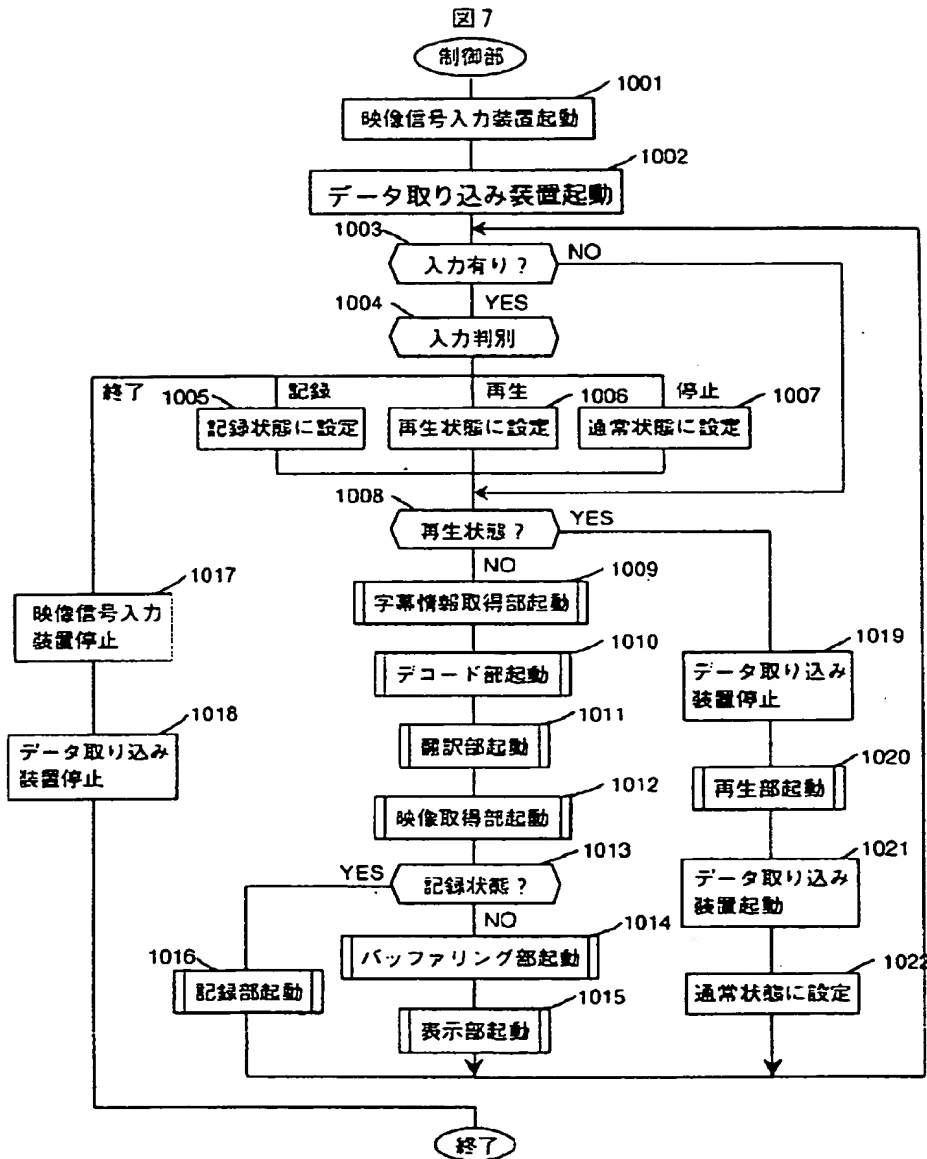 図7
制御部
1001
映像信号入力装置起動
1002
データ取り込み装置起動
1003
入力有り？
NO
YES
1004
入力判別
終了
記録
再生
停止
1005
記録状態に設定
1006
再生状態に設定
1007
通常状態に設定
1008
再生状態？
YES
NO
1009
字幕情報取得部起動
1010
デコード部起動
1011
翻訳部起動
1012
映像取得部起動
1013
記録状態？
YES
NO
1014
バッファリング部起動
1015
表示部起動
1016
記録部起動
1017
映像信号入力
装置停止
1018
データ取り込み
装置停止
1019
データ取り込み
装置停止
1020
再生部起動
1021
データ取り込み
装置起動
1022
通常状態に設定
終了